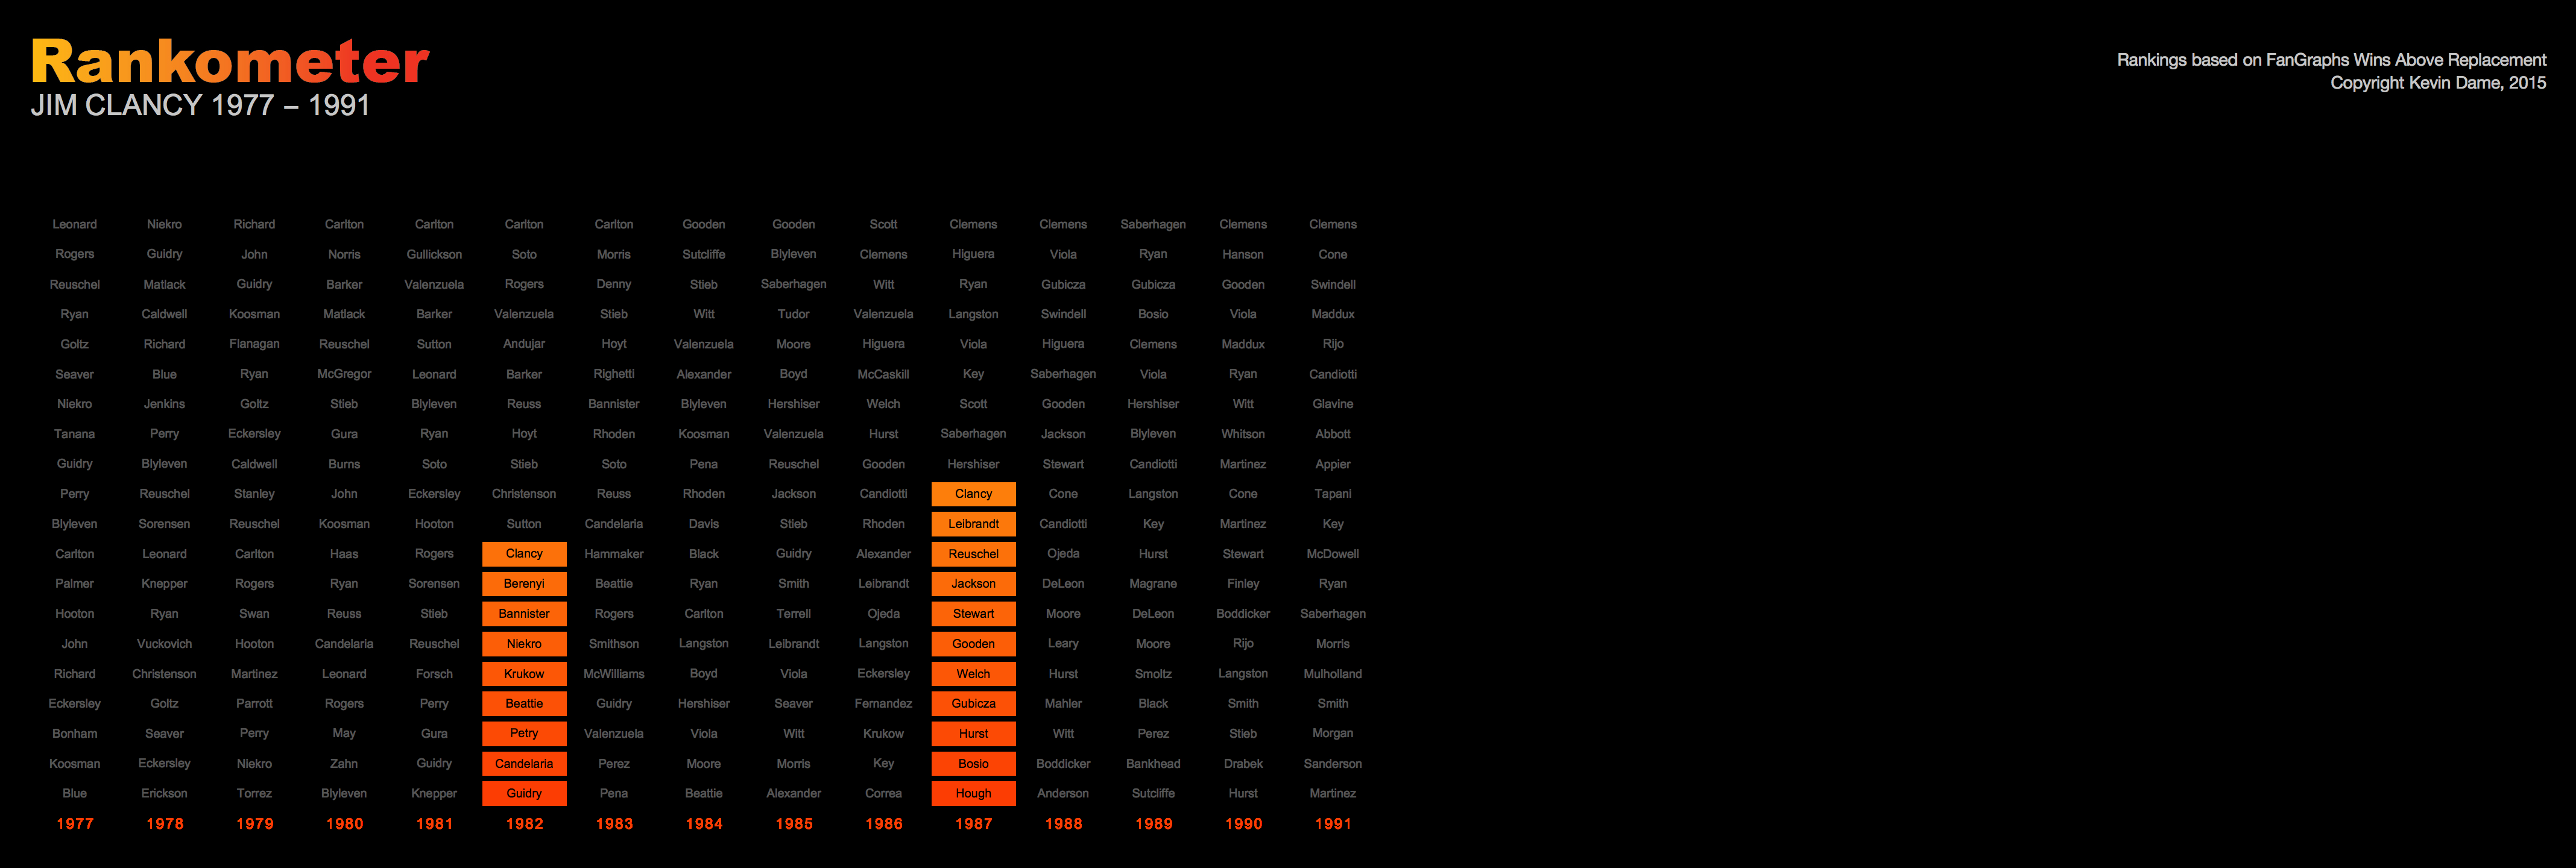 Rankometer
JIM CLANCY 1977 – 1991
Rankings based on FanGraphs Wins Above Replacement
Copyright Kevin Dame, 2015
Leonard Niekro Richard Carlton Carlton Carlton Carlton Gooden Gooden Scott Clemens Clemens Saberhagen Clemens Clemens
Rogers Guidry John Norris Gullickson Soto Morris Sutcliffe Blyleven Clemens Higuera Viola Ryan Hanson Cone
Reuschel Matlack Guidry Barker Valenzuela Rogers Denny Stieb Saberhagen Witt Ryan Gubicza Gubicza Gooden Swindell
Ryan Caldwell Koosman Matlack Barker Valenzuela Stieb Witt Tudor Valenzuela Langston Swindell Bosio Viola Maddux
Goltz Richard Flanagan Reuschel Sutton Andujar Hoyt Valenzuela Moore Higuera Viola Higuera Clemens Maddux Rijo
Seaver Blue Ryan McGregor Leonard Barker Righetti Alexander Boyd McCaskill Key Saberhagen Viola Ryan Candiotti
Niekro Jenkins Goltz Stieb Blyleven Reuss Bannister Blyleven Hershiser Welch Scott Gooden Hershiser Witt Glavine
Tanana Perry Eckersley Gura Ryan Hoyt Rhoden Koosman Valenzuela Hurst Saberhagen Jackson Blyleven Whitson Abbott
Guidry Blyleven Caldwell Burns Soto Stieb Soto Pena Reuschel Gooden Hershiser Stewart Candiotti Martinez Appier
Perry Reuschel Stanley John Eckersley Christenson Reuss Rhoden Jackson Candiotti Clancy Cone Langston Cone Tapani
Blyleven Sorensen Reuschel Koosman Hooton Sutton Candelaria Davis Stieb Rhoden Leibrandt Candiotti Key Martinez Key
Carlton Leonard Carlton Haas Rogers Clancy Hammaker Black Guidry Alexander Reuschel Ojeda Hurst Stewart McDowell
Palmer Knepper Rogers Ryan Sorensen Berenyi Beattie Ryan Smith Leibrandt Jackson DeLeon Magrane Finley Ryan
Hooton Ryan Swan Reuss Stieb Bannister Rogers Carlton Terrell Ojeda Stewart Moore DeLeon Boddicker Saberhagen
John Vuckovich Hooton Candelaria Reuschel Niekro Smithson Langston Leibrandt Langston Gooden Leary Moore Rijo Morris
Richard Christenson Martinez Leonard Forsch Krukow McWilliams Boyd Viola Eckersley Welch Hurst Smoltz Langston Mulholland
Eckersley Goltz Parrott Rogers Perry Beattie Guidry Hershiser Seaver Fernandez Gubicza Mahler Black Smith Smith
Bonham Seaver Perry May Gura Petry Valenzuela Viola Witt Krukow Hurst Witt Perez Stieb Morgan
Koosman Eckersley Niekro Zahn Guidry Candelaria Perez Moore Morris Key Bosio Boddicker Bankhead Drabek Sanderson
Blue Erickson Torrez Blyleven Knepper Guidry Pena Beattie Alexander Correa Hough Anderson Sutcliffe Hurst Martinez
1977 1978 1979 1980 1981 1982 1983 1984 1985 1986 1987 1988 1989 1990 1991